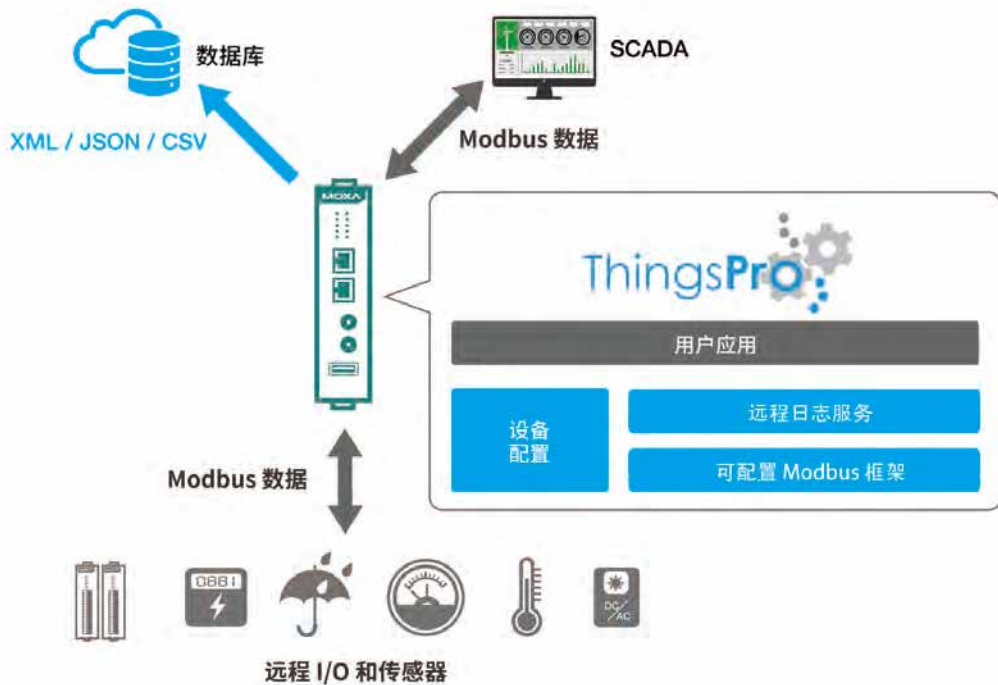 数据库
SCADA
XML / JSON / CSV
Modbus 数据
MOXA
ThingsPro
用户应用
设备
配置
远程日志服务
可配置 Modbus 框架
Modbus 数据
0881
DC/AC
远程 I/O 和传感器